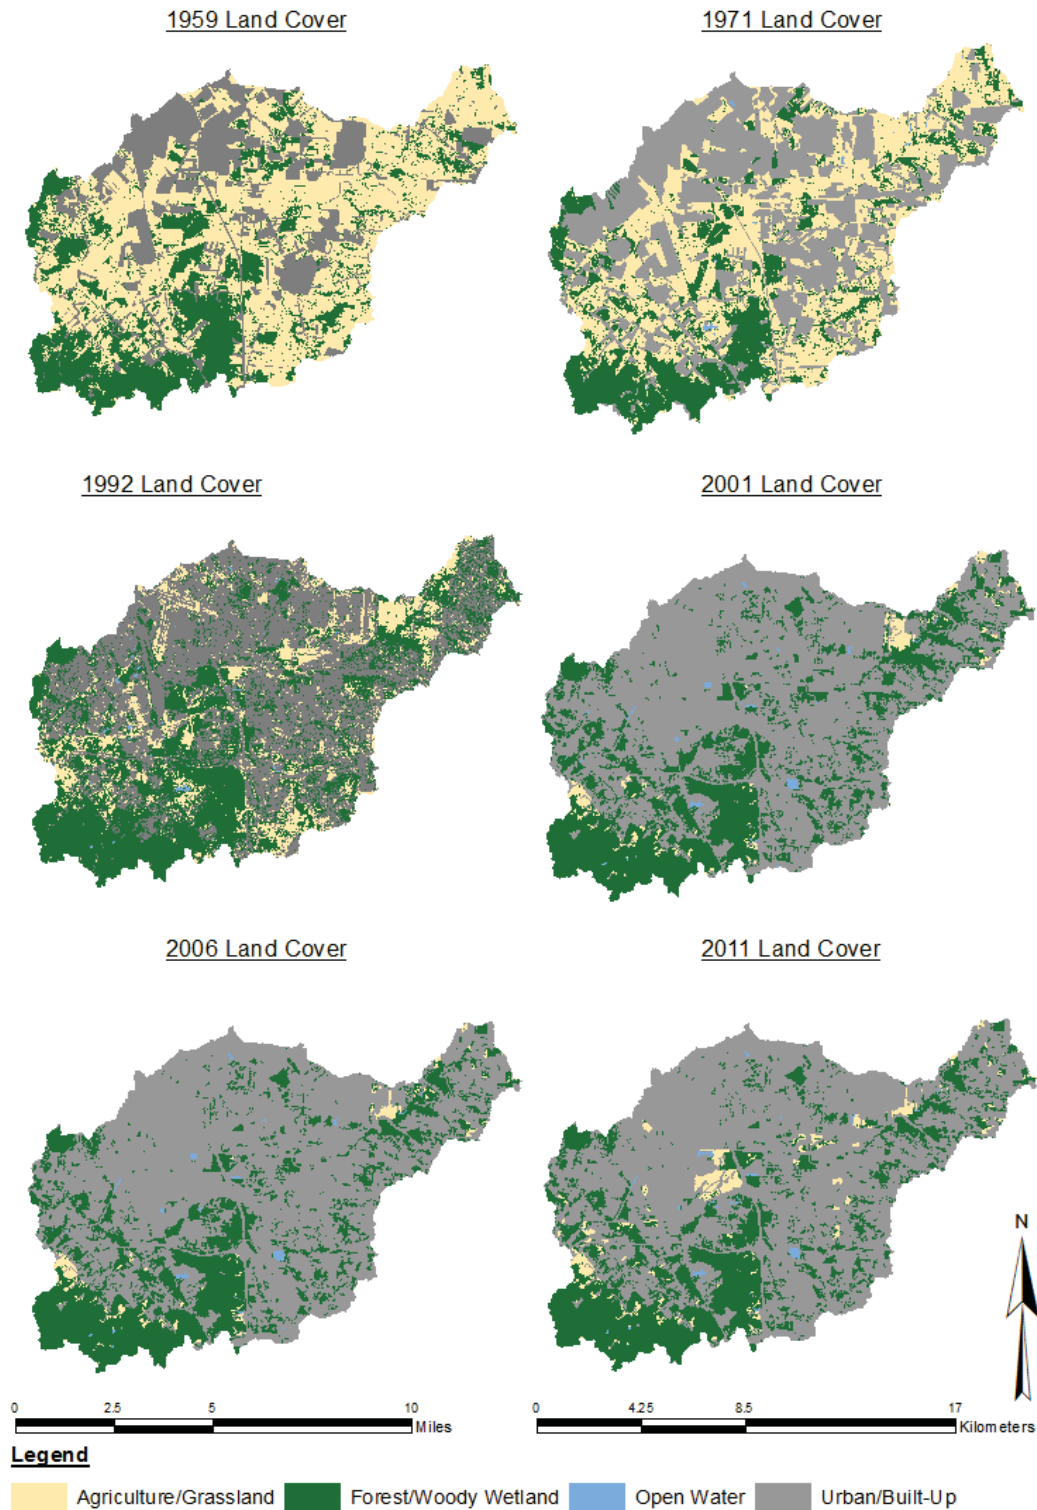 1959 Land Cover
1971 Land Cover
1992 Land Cover
2001 Land Cover
2006 Land Cover
2011 Land Cover
N
0 2.5 5 10 Miles
0 4.25 8.5 17 Kilometers
Legend
Agriculture/Grassland Forest/Woody Wetland Open Water Urban/Built-Up